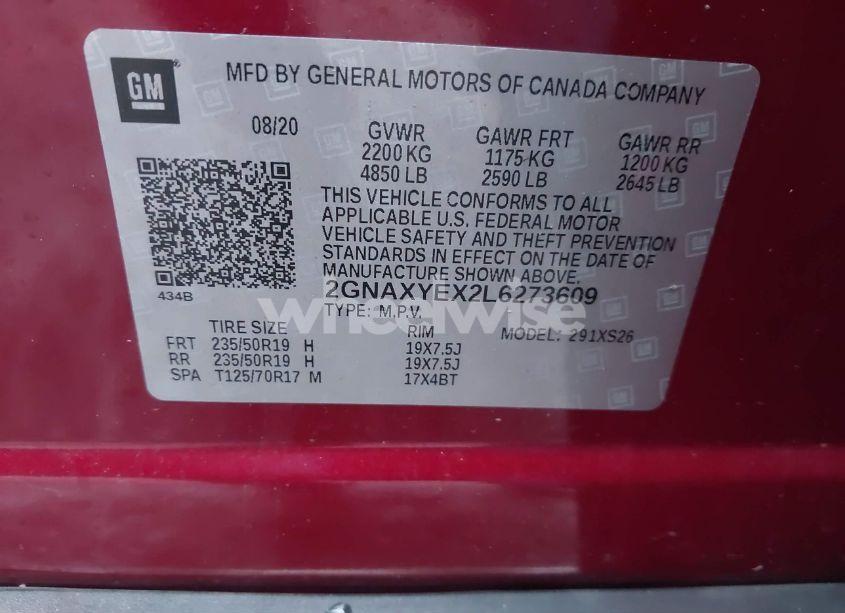 GM
MFD BY GENERAL MOTORS OF CANADA COMPANY
08/20 GVWR GAWR FRT GAWR RR
2200 KG 1175 KG 1200 KG
4850 LB 2590 LB 2645 LB
THIS VEHICLE CONFORMS TO ALL
APPLICABLE U.S. FEDERAL MOTOR
VEHICLE SAFETY AND THEFT PREVENTION
STANDARDS IN EFFECT ON THE DATE OF
MANUFACTURE SHOWN ABOVE.
434B
2GNAXYEX2L6273609
TYPE: M.P.V. MODEL: 291XS26
wheelwise
TIRE SIZE RIM
FRT 235/50R19 H 19X7.5J
RR 235/50R19 H 19X7.5J
SPA T125/70R17 M 17X4BT